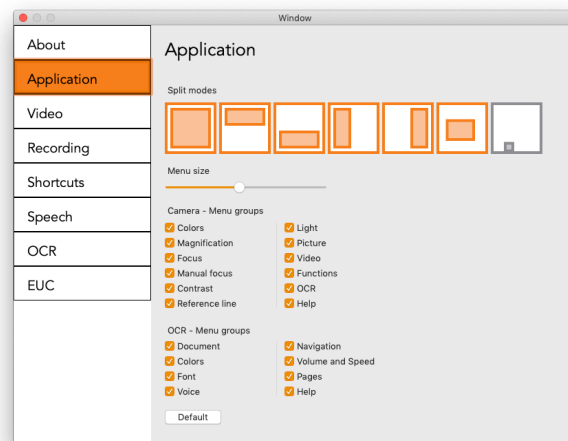 Window
About
Application
Video
Recording
Shortcuts
Speech
OCR
EUC
Application
Split modes
Menu size
Camera - Menu groups
Colors
Light
Magnification
Picture
Focus
Video
Manual focus
Functions
Contrast
OCR
Reference line
Help
OCR - Menu groups
Document
Navigation
Colors
Volume and Speed
Font
Pages
Voice
Help
Default